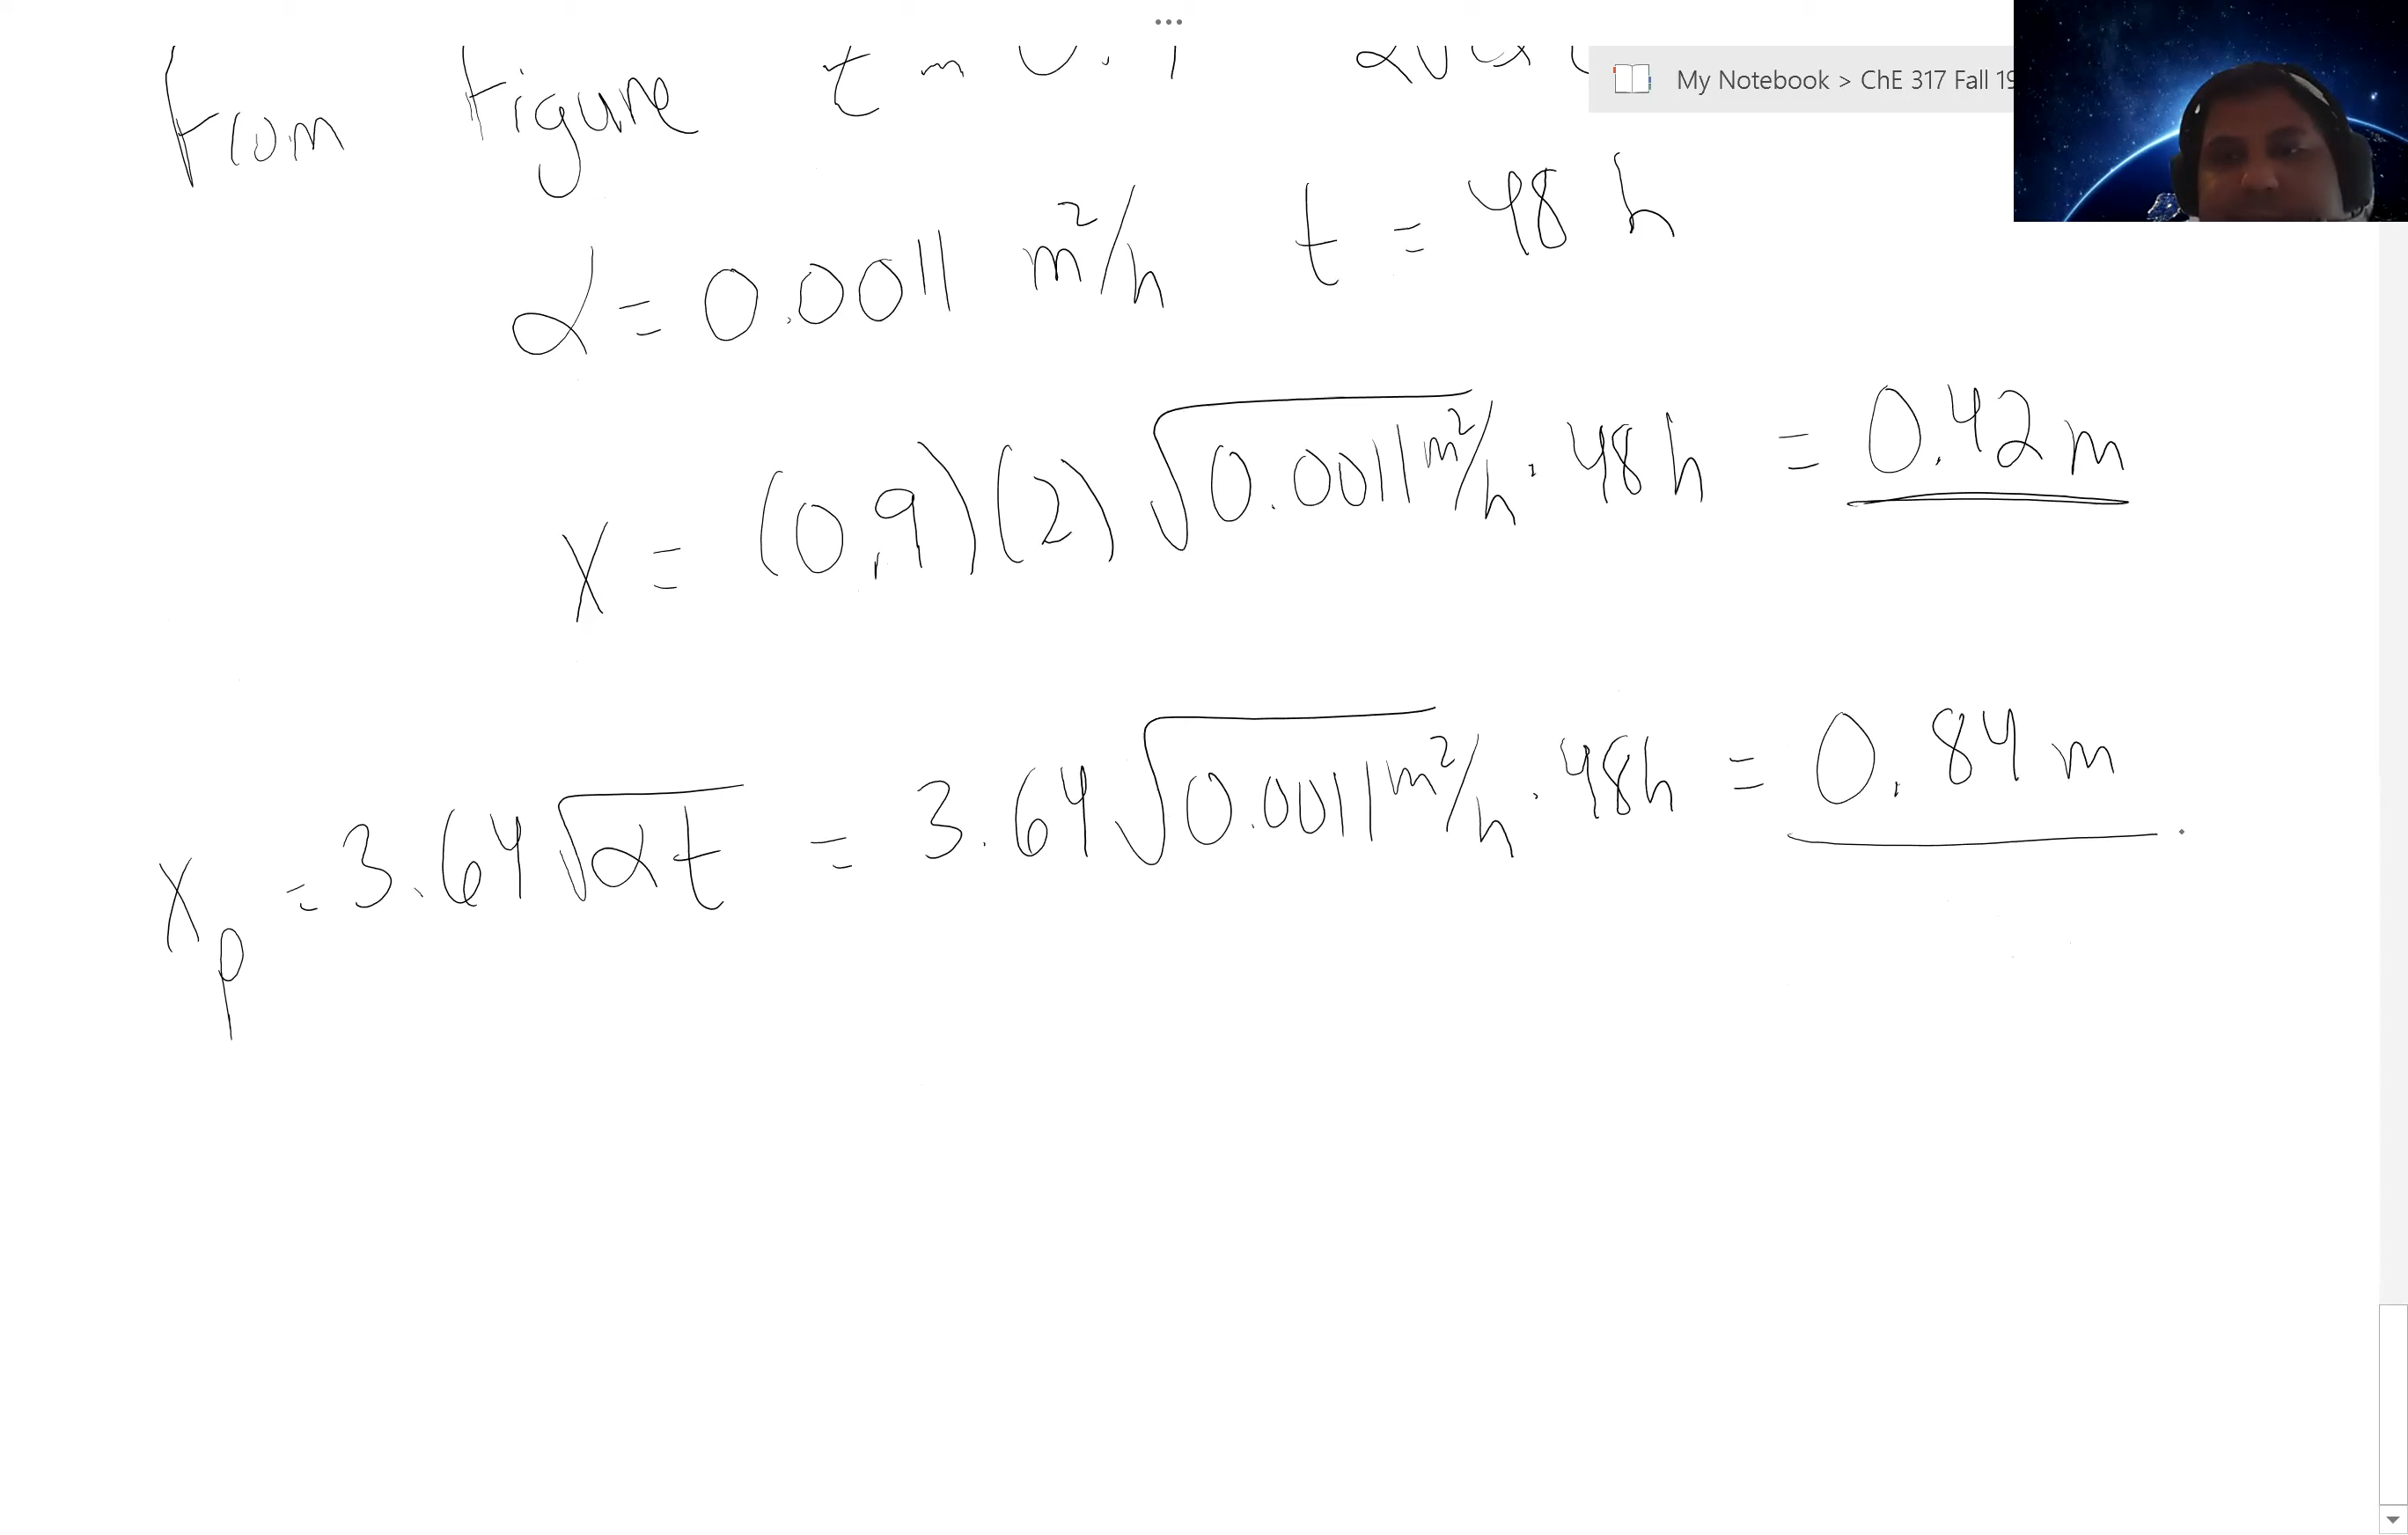 From Figure
My Notebook > ChE 317 Fall 19
α = 0.0011 m²/h t = 48 h
x = (0.9)(2) √0.0011 m²/h · 48 h = 0.42 m
xₚ = 3.64 √αt = 3.64 √0.0011 m²/h · 48h = 0.84 m